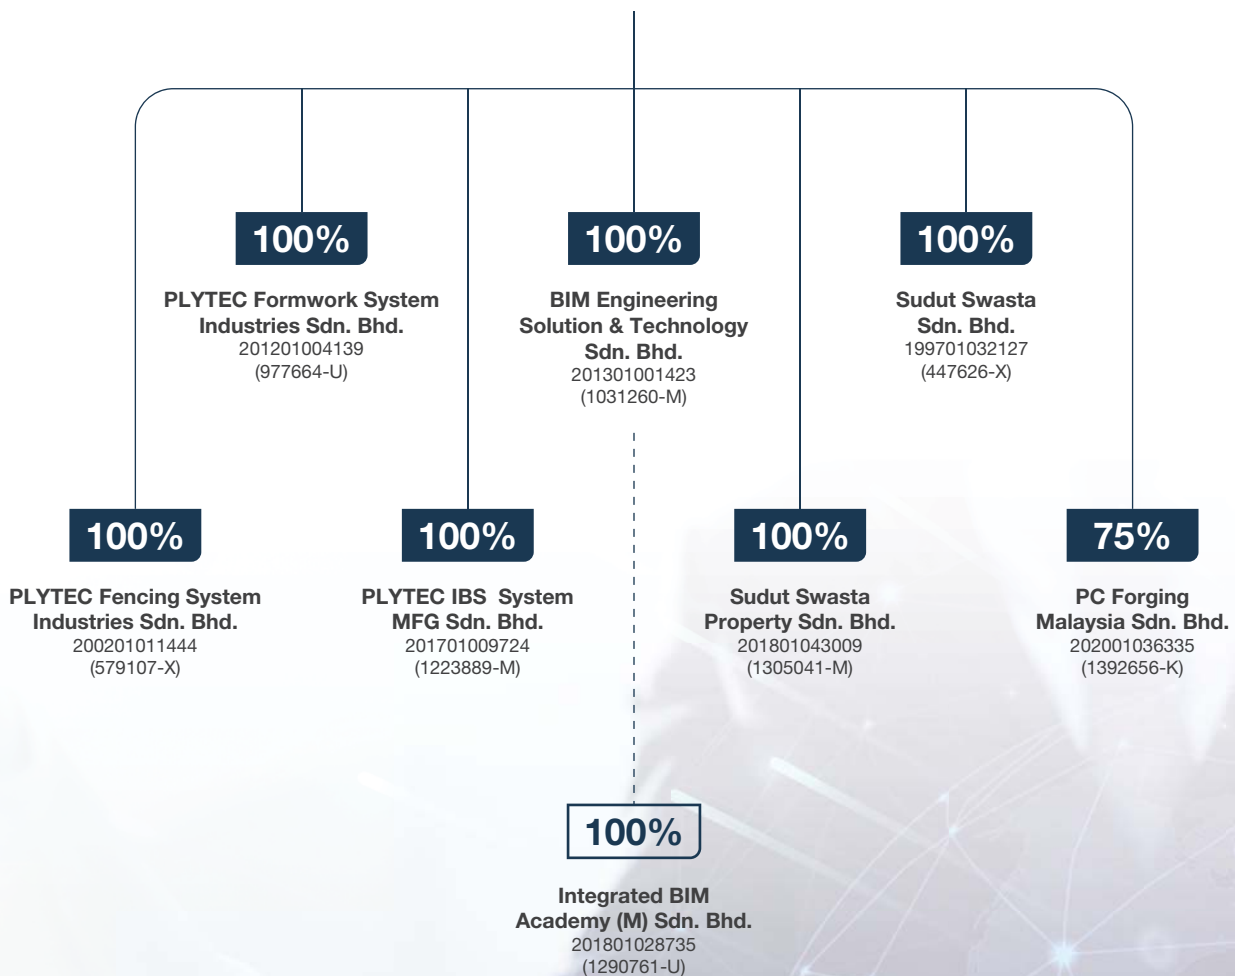 100%
PLYTEC Formwork System
Industries Sdn. Bhd.
201201004139
(977664-U)
100%
BIM Engineering
Solution & Technology
Sdn. Bhd.
201301001423
(1031260-M)
100%
Sudut Swasta
Sdn. Bhd.
199701032127
(447626-X)
100%
PLYTEC Fencing System
Industries Sdn. Bhd.
200201011444
(579107-X)
100%
PLYTEC IBS System
MFG Sdn. Bhd.
201701009724
(1223889-M)
100%
Sudut Swasta
Property Sdn. Bhd.
201801043009
(1305041-M)
75%
PC Forging
Malaysia Sdn. Bhd.
202001036335
(1392656-K)
100%
Integrated BIM
Academy (M) Sdn. Bhd.
201801028735
(1290761-U)